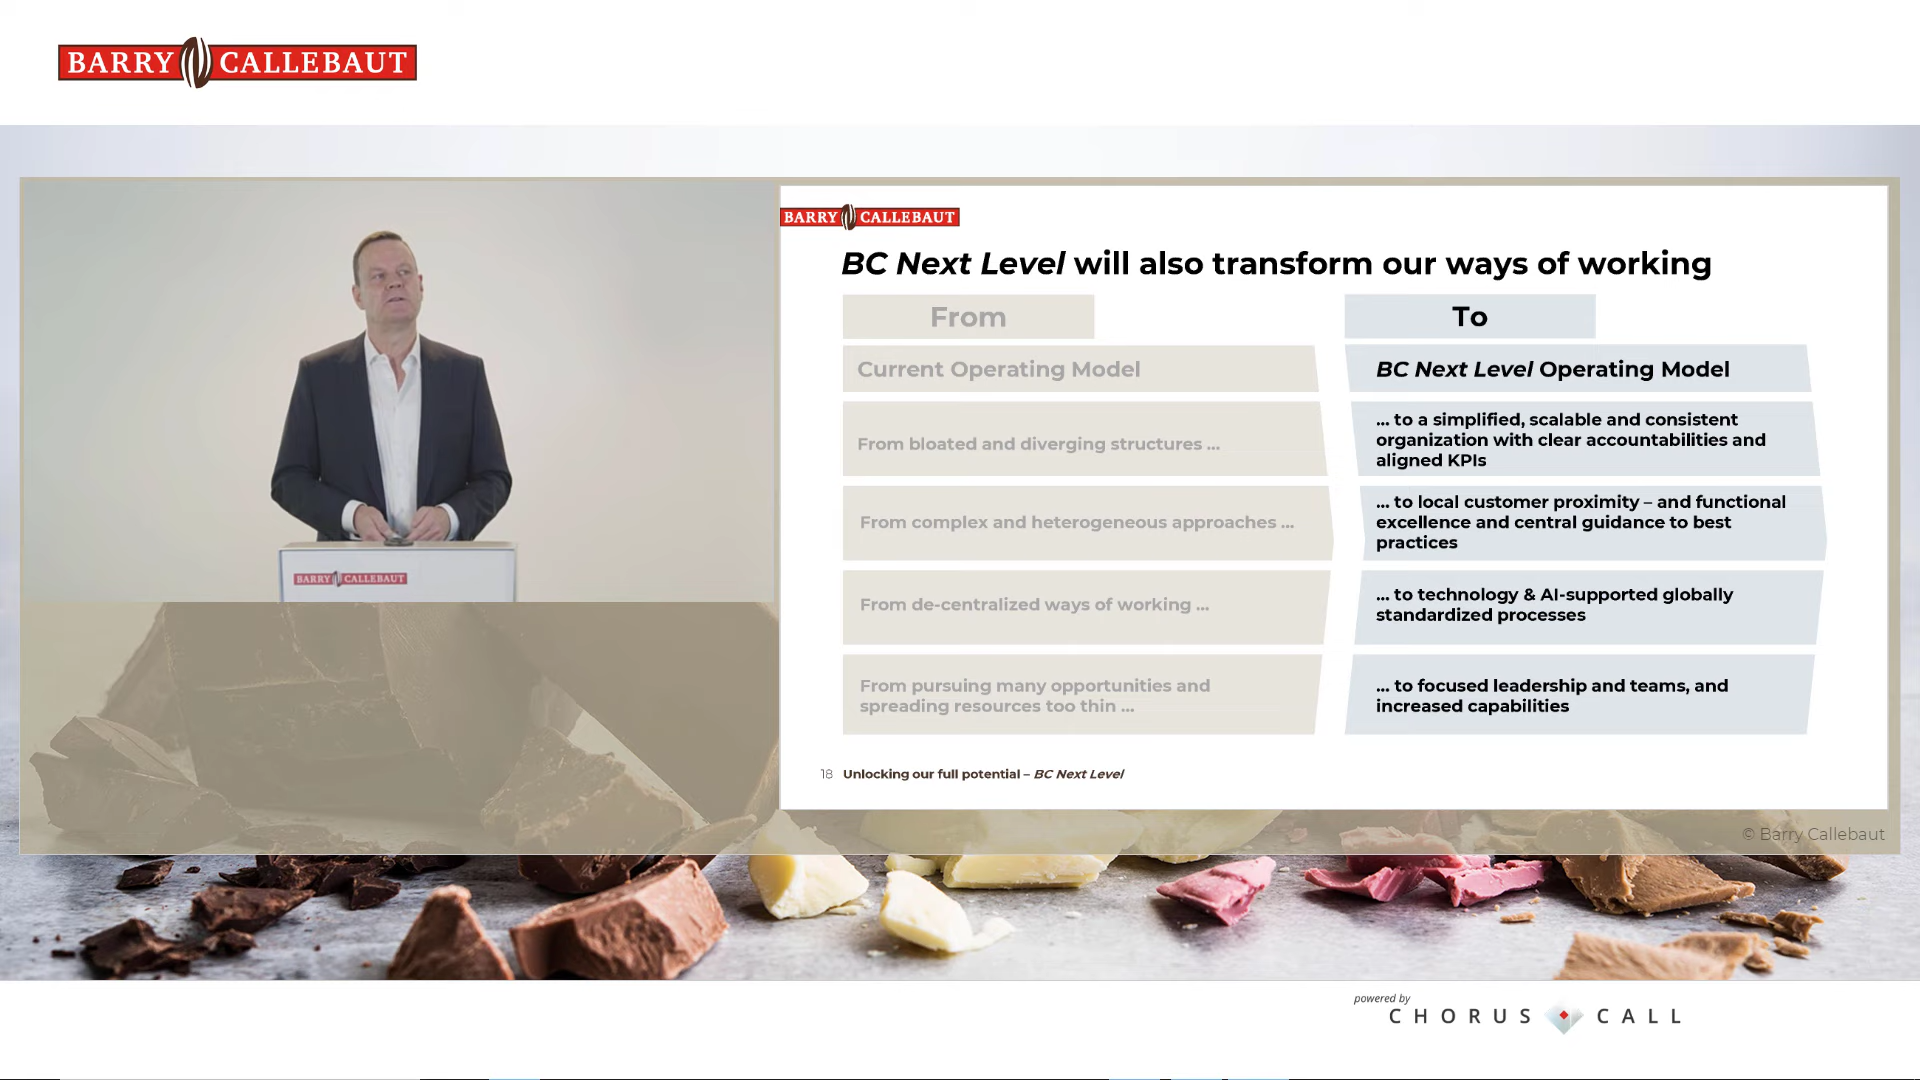 BARRY CALLEBAUT
BARRY CALLEBAUT
BARRY CALLEBAUT
BC Next Level will also transform our ways of working
From
To
Current Operating Model
BC Next Level Operating Model
From bloated and diverging structures ...
... to a simplified, scalable and consistent
organization with clear accountabilities and
aligned KPIs
From complex and heterogeneous approaches ...
... to local customer proximity – and functional
excellence and central guidance to best
practices
From de-centralized ways of working ...
... to technology & AI-supported globally
standardized processes
From pursuing many opportunities and
spreading resources too thin ...
... to focused leadership and teams, and
increased capabilities
18 Unlocking our full potential – BC Next Level
© Barry Callebaut
powered by
CHORUS CALL